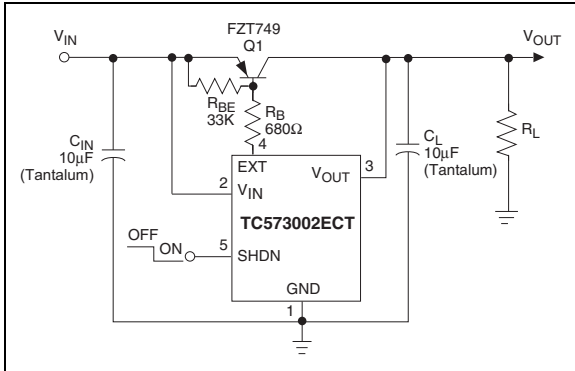 FZT749
Q1
VIN
VOUT
RBE
33K
RB
680Ω
4
CIN
10µF
(Tantalum)
EXT
VOUT
3
CL
10µF
(Tantalum)
RL
2
VIN
TC573002ECT
OFF
ON
5
SHDN
GND
1